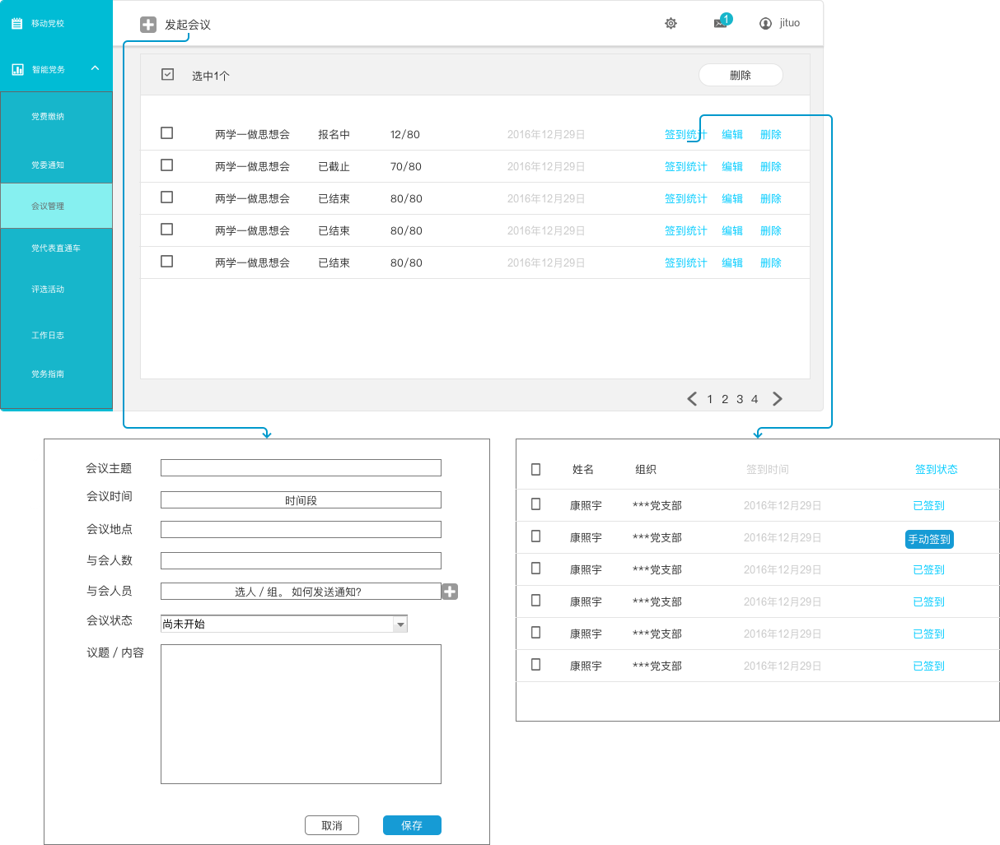 移动党校
智能党务
党费缴纳
党委通知
会议管理
党代表直通车
评选活动
工作日志
党务指南
发起会议
1
jituo
选中1个 删除
两学一做思想会 报名中 12/80 2016年12月29日 签到统计 编辑 删除
两学一做思想会 已截止 70/80 2016年12月29日 签到统计 编辑 删除
两学一做思想会 已结束 80/80 2016年12月29日 签到统计 编辑 删除
两学一做思想会 已结束 80/80 2016年12月29日 签到统计 编辑 删除
两学一做思想会 已结束 80/80 2016年12月29日 签到统计 编辑 删除
1 2 3 4
会议主题
会议时间 时间段
会议地点
与会人数
与会人员 选人 / 组。 如何发送通知?
会议状态 尚未开始
议题 / 内容
取消 保存
姓名 组织 签到时间 签到状态
康照宇 ***党支部 2016年12月29日 已签到
康照宇 ***党支部 2016年12月29日 手动签到
康照宇 ***党支部 2016年12月29日 已签到
康照宇 ***党支部 2016年12月29日 已签到
康照宇 ***党支部 2016年12月29日 已签到
康照宇 ***党支部 2016年12月29日 已签到